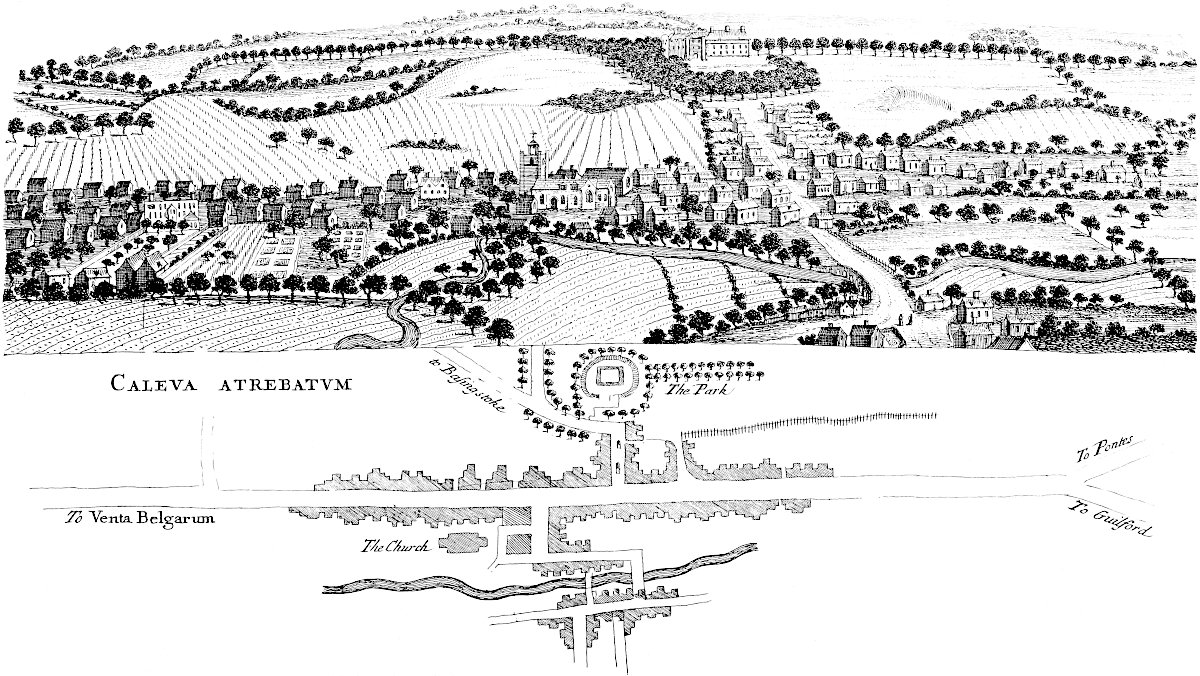 CALEVA ATREBATVM
to Basingstoke
The Park
To Pontes
To Venta Belgarum
To Guilford
The Church